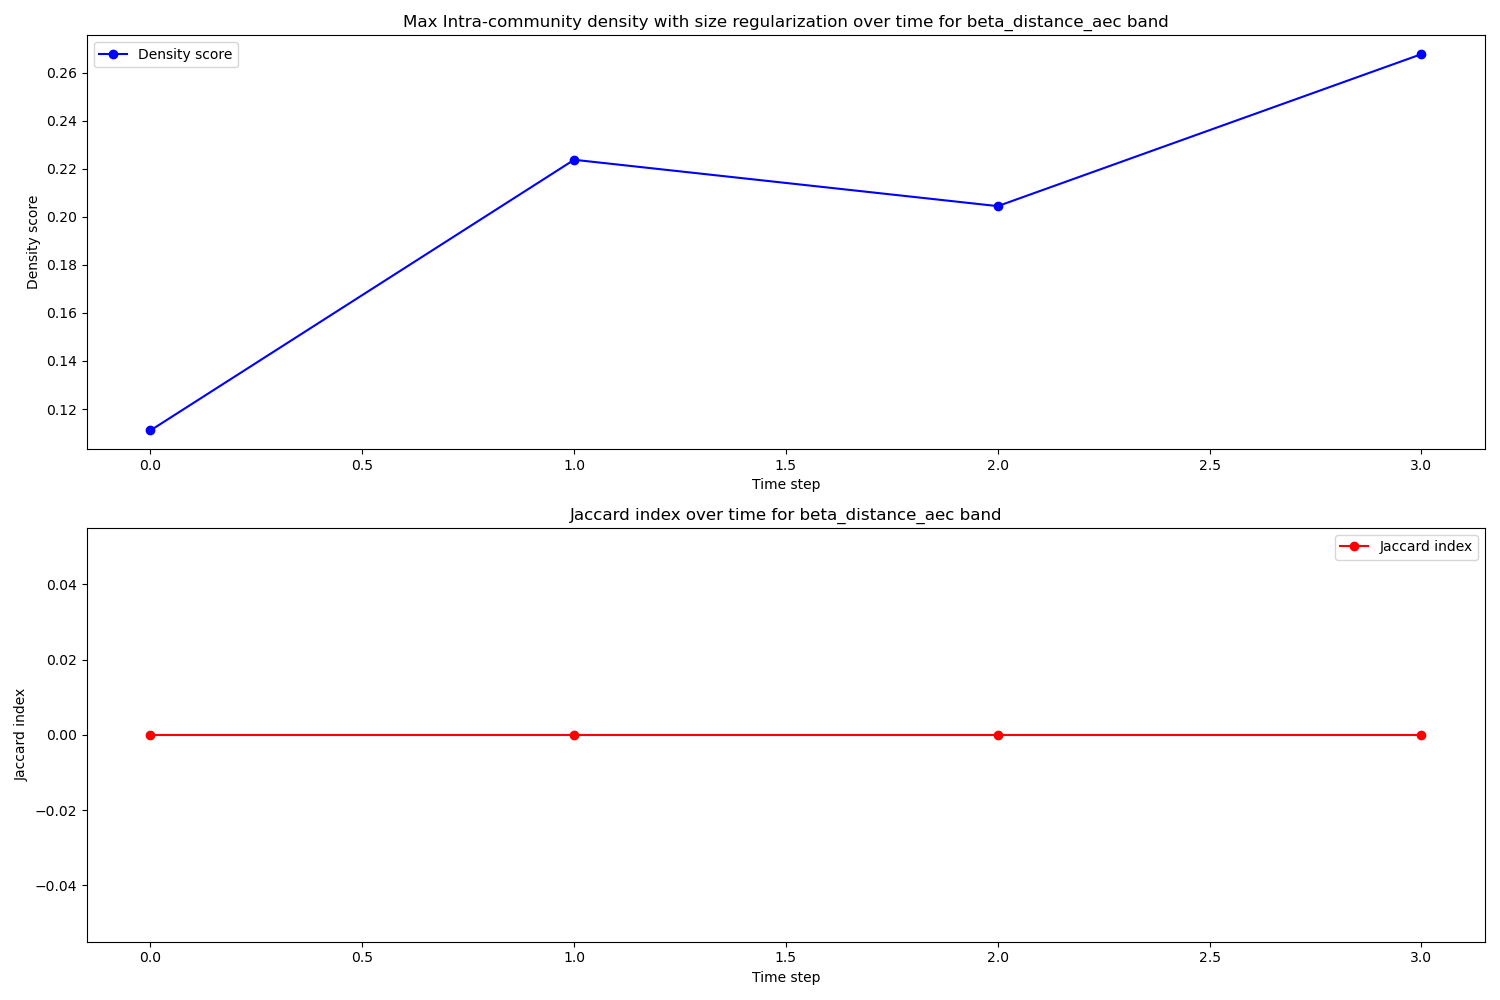 Max Intra-community density with size regularization over time for beta_distance_aec band
Density score
0.26
0.24
0.22
0.20
0.18
0.16
0.14
0.12
Density score
0.0 0.5 1.0 1.5 2.0 2.5 3.0
Time step
Jaccard index over time for beta_distance_aec band
Jaccard index
0.04
0.02
0.00
−0.02
−0.04
Jaccard index
0.0 0.5 1.0 1.5 2.0 2.5 3.0
Time step